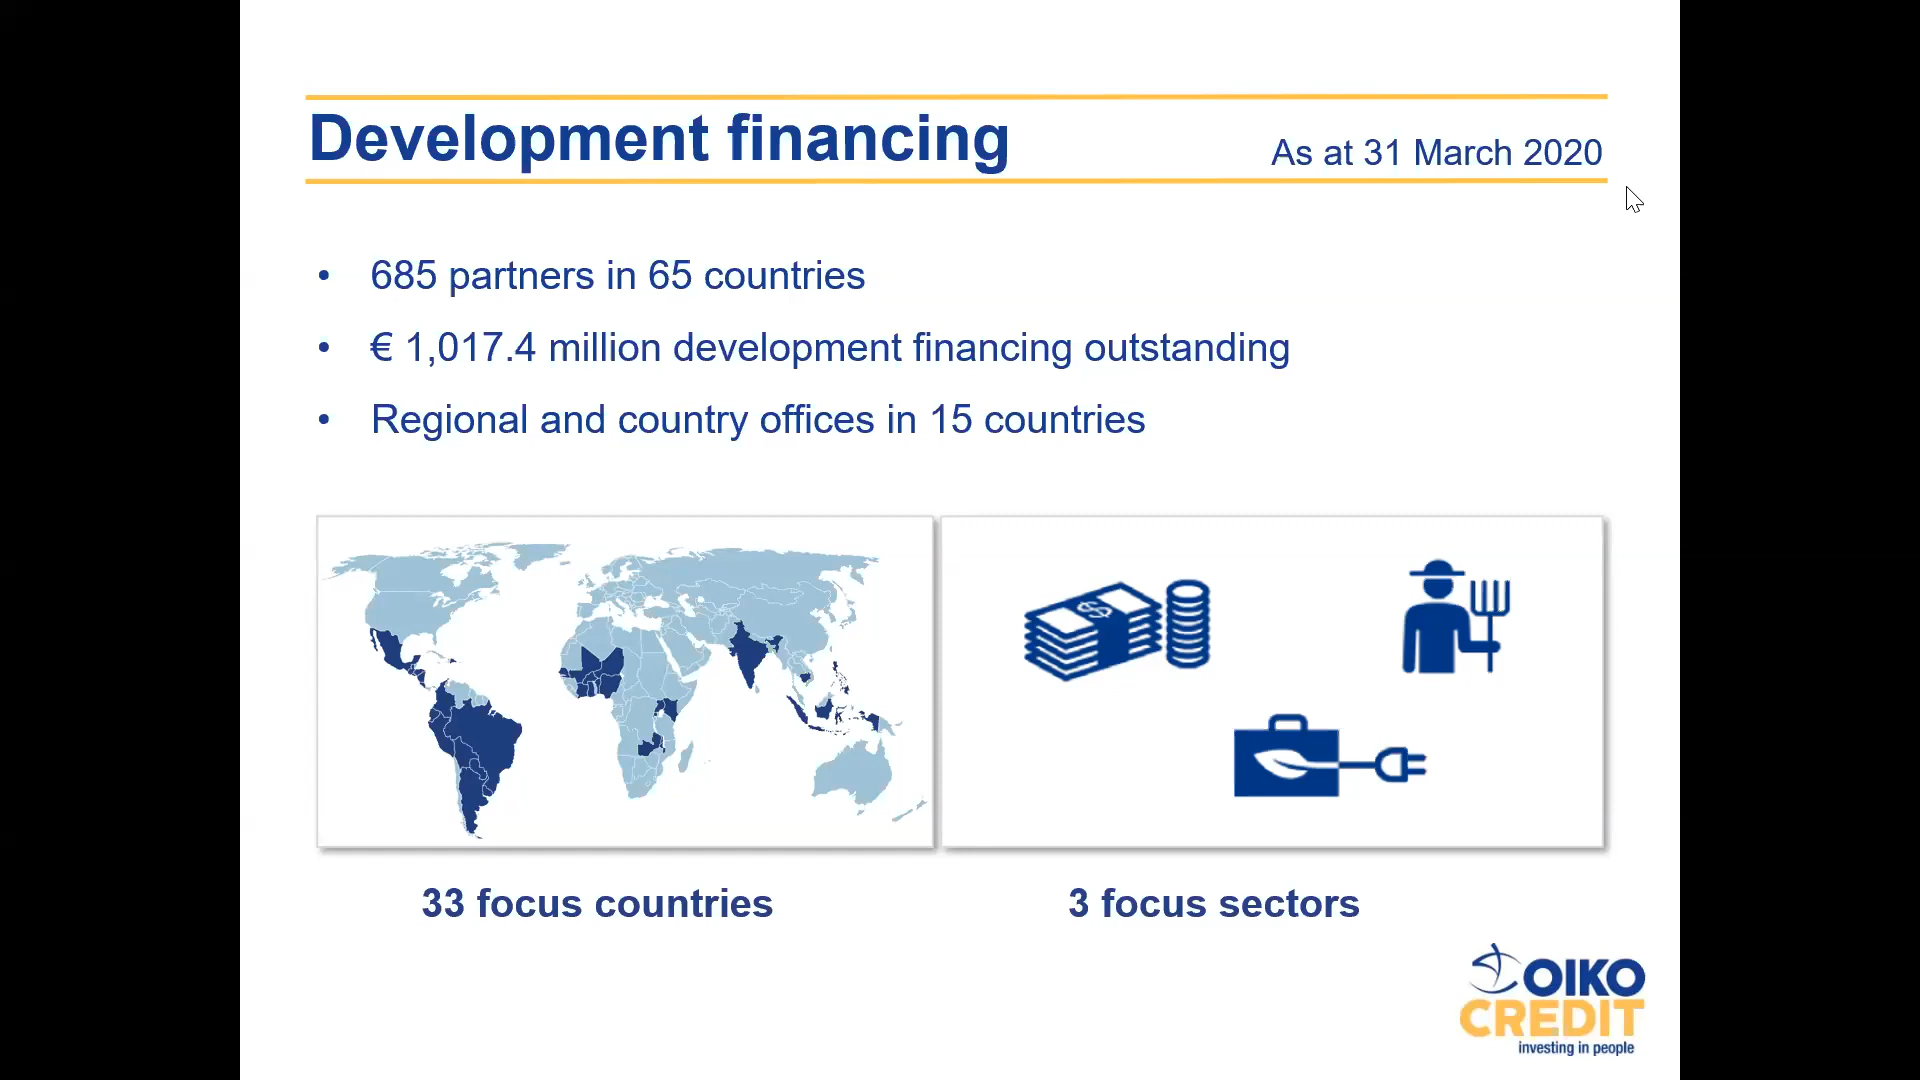 Development financing
As at 31 March 2020
• 685 partners in 65 countries
• € 1,017.4 million development financing outstanding
• Regional and country offices in 15 countries
$
33 focus countries
3 focus sectors
OIKO
CREDIT
investing in people